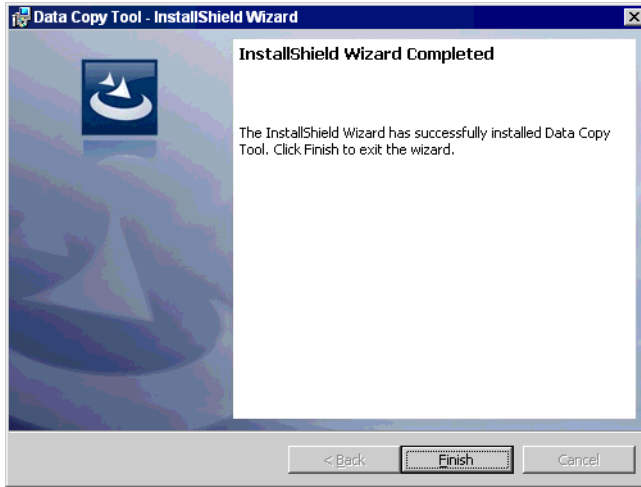 Data Copy Tool - InstallShield Wizard
InstallShield Wizard Completed
The InstallShield Wizard has successfully installed Data Copy
Tool. Click Finish to exit the wizard.
< Back
Finish
Cancel